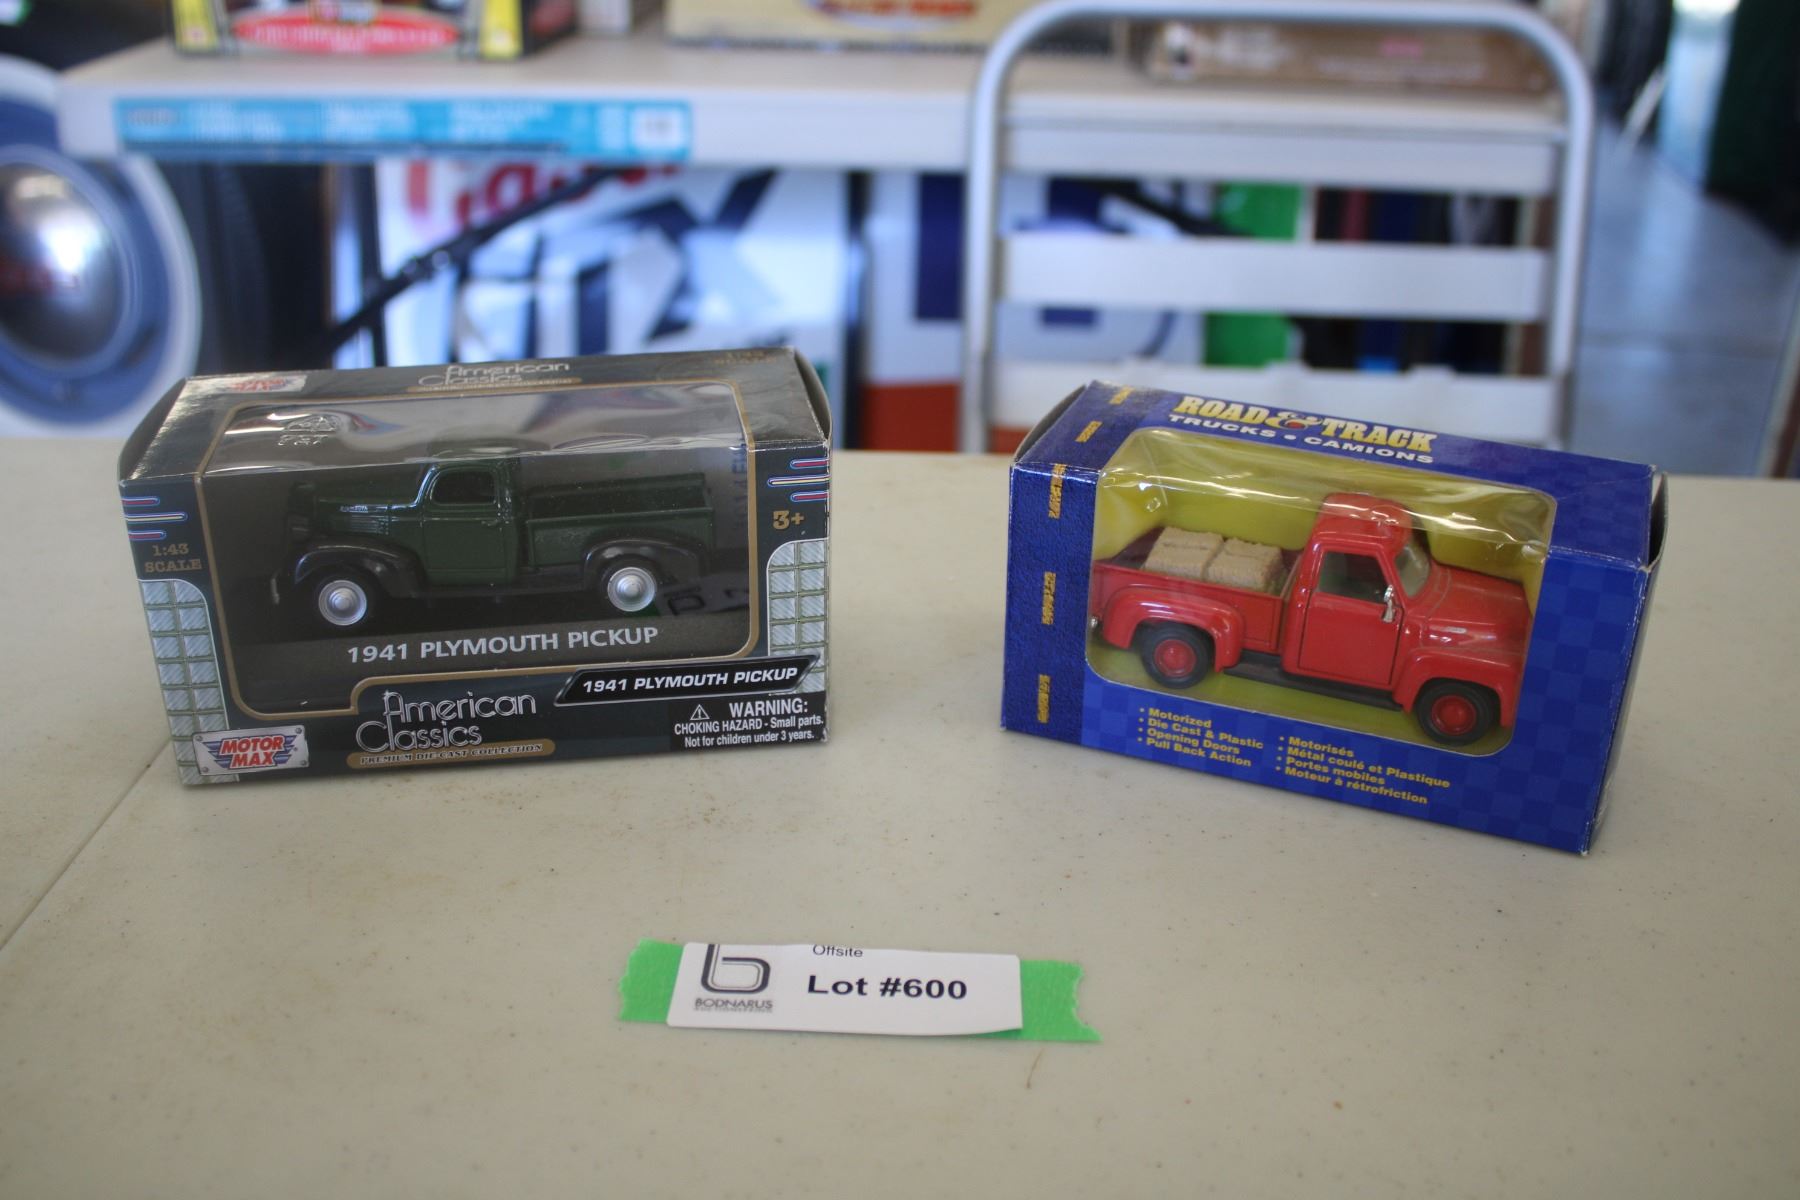 American
Classics
MOTOR
MAX
1:43
SCALE
3+
1941 PLYMOUTH PICKUP
1941 PLYMOUTH PICKUP
American
Classics
PREMIUM DIE-CAST COLLECTION
MOTOR
MAX
WARNING:
CHOKING HAZARD - Small parts.
Not for children under 3 years.
ROAD & TRACK
TRUCKS • CAMIONS
• Motorized
• Die Cast & Plastic
• Opening Doors
• Pull Back Action
• Motorisés
• Métal coulé et Plastique
• Portes mobiles
• Moteur à rétrofriction
Offsite
Lot #600
BODNARUS
AUCTIONEERING